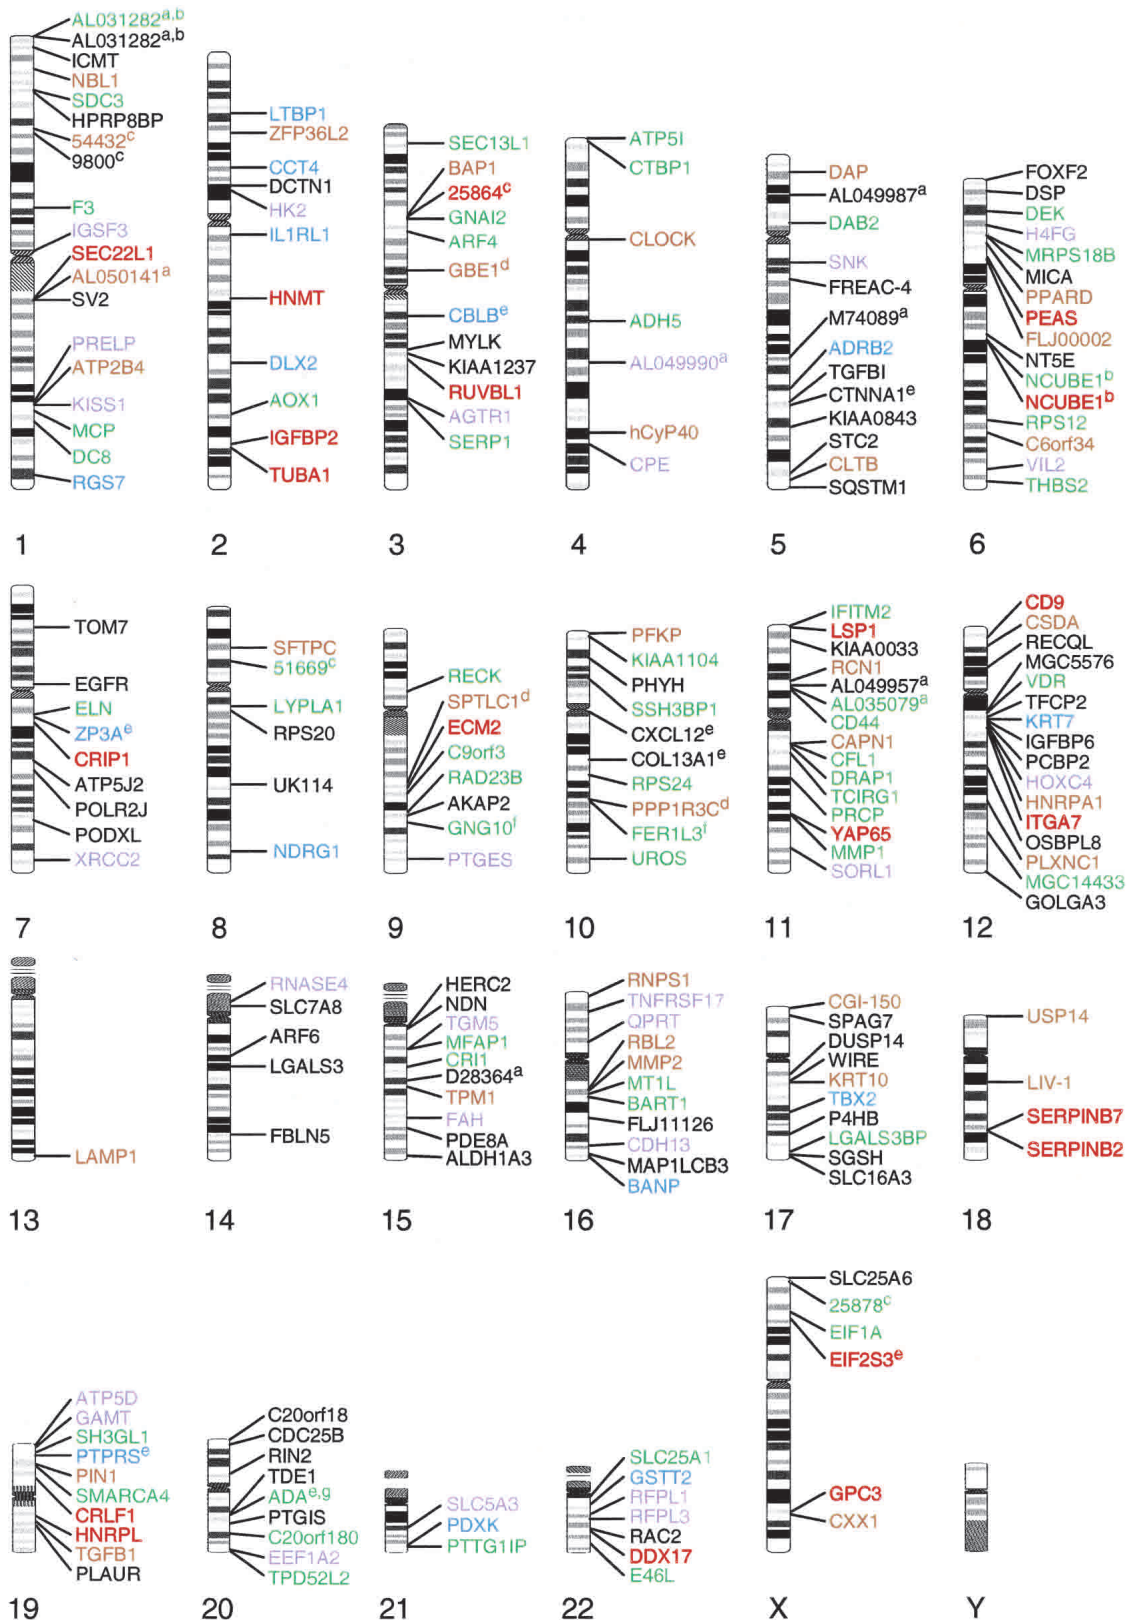 AL031282a,b
AL031282a,b
ICMT
NBL1
SDC3
HPRP8BP
54432c
9800c
F3
IGSF3
SEC22L1
AL050141a
SV2
PRELP
ATP2B4
KISS1
MCP
DC8
RGS7
1
LTBP1
ZFP36L2
CCT4
DCTN1
HK2
IL1RL1
HNMT
DLX2
AOX1
IGFBP2
TUBA1
2
SEC13L1
BAP1
25864c
GNAI2
ARF4
GBE1d
CBLBe
MYLK
KIAA1237
RUVBL1
AGTR1
SERP1
3
ATP5I
CTBP1
CLOCK
ADH5
AL049990a
hCyP40
CPE
4
DAP
AL049987a
DAB2
SNK
FREAC-4
M74089a
ADRB2
TGFBI
CTNNA1e
KIAA0843
STC2
CLTB
SQSTM1
5
FOXF2
DSP
DEK
H4FG
MRPS18B
MICA
PPARD
PEAS
FLJ00002
NT5E
NCUBE1b
NCUBE1b
RPS12
C6orf34
VIL2
THBS2
6
TOM7
EGFR
ELN
ZP3Ae
CRIP1
ATP5J2
POLR2J
PODXL
XRCC2
7
SFTPC
51669c
LYPLA1
RPS20
UK114
NDRG1
8
RECK
SPTLC1d
ECM2
C9orf3
RAD23B
AKAP2
GNG10f
PTGES
9
PFKP
KIAA1104
PHYH
SSH3BP1
CXCL12e
COL13A1e
RPS24
PPP1R3Cd
FER1L3f
UROS
10
IFITM2
LSP1
KIAA0033
RCN1
AL049957a
AL035079a
CD44
CAPN1
CFL1
DRAP1
TCIRG1
PRCP
YAP65
MMP1
SORL1
11
CD9
CSDA
RECQL
MGC5576
VDR
TFCP2
KRT7
IGFBP6
PCBP2
HOXC4
HNRPA1
ITGA7
OSBPL8
PLXNC1
MGC14433
GOLGA3
12
LAMP1
13
RNASE4
SLC7A8
ARF6
LGALS3
FBLN5
14
HERC2
NDN
TGM5
MFAP1
CRI1
D28364a
TPM1
FAH
PDE8A
ALDH1A3
15
RNPS1
TNFRSF17
QPRT
RBL2
MMP2
MT1L
BART1
FLJ11126
CDH13
MAP1LCB3
BANP
16
CGI-150
SPAG7
DUSP14
WIRE
KRT10
TBX2
P4HB
LGALS3BP
SGSH
SLC16A3
17
USP14
LIV-1
SERPINB7
SERPINB2
18
ATP5D
GAMT
SH3GL1
PTPRSe
PIN1
SMARCA4
CRLF1
HNRPL
TGFB1
PLAUR
19
C20orf18
CDC25B
RIN2
TDE1
ADAe,g
PTGIS
C20orf180
EEF1A2
TPD52L2
20
SLC5A3
PDXK
PTTG1IP
21
SLC25A1
GSTT2
RFPL1
RFPL3
RAC2
DDX17
E46L
22
SLC25A6
25878c
EIF1A
EIF2S3e
GPC3
CXX1
X
Y